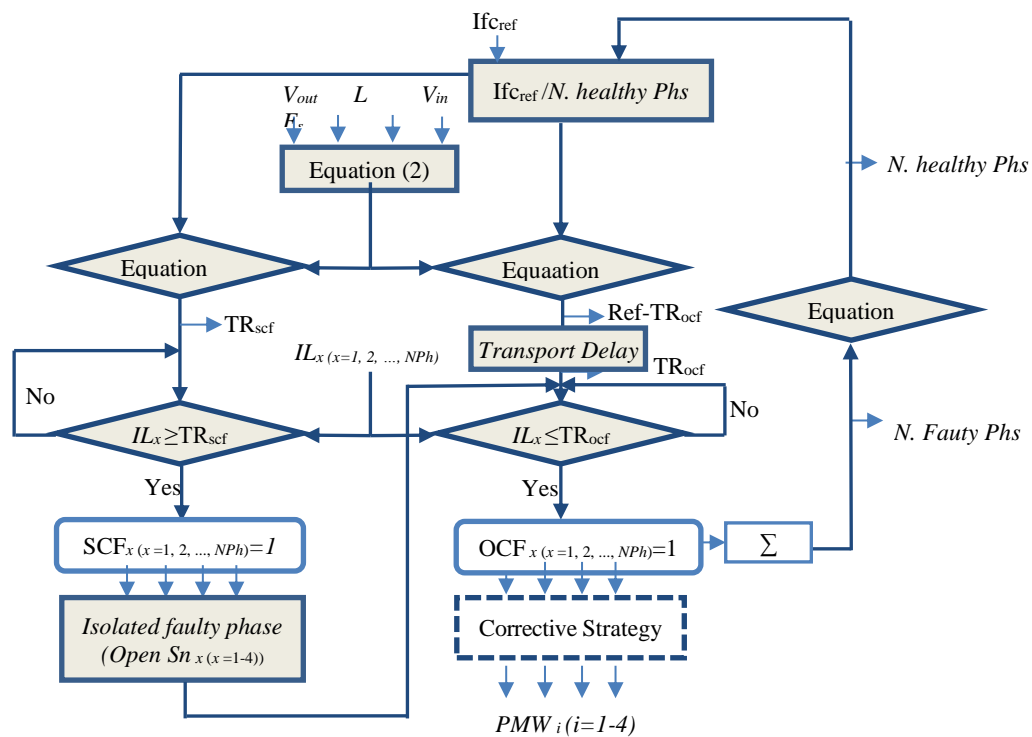 Ifcref
Ifcref /N. healthy Phs
Vout L Vin
Fs
Equation (2)
N. healthy Phs
Equation
Equaation
Equation
TRscf
Ref-TRocf
Transport Delay
ILx (x=1, 2, ..., NPh)
TRocf
No
No
ILx≥TRscf
ILx≤TRocf
N. Fauty Phs
Yes
Yes
SCFx (x=1, 2, ..., NPh)=1
OCF x (x=1, 2, ..., NPh)=1
Σ
Isolated faulty phase
(Open Sn x (x =1-4))
Corrective Strategy
PMW i (i=1-4)